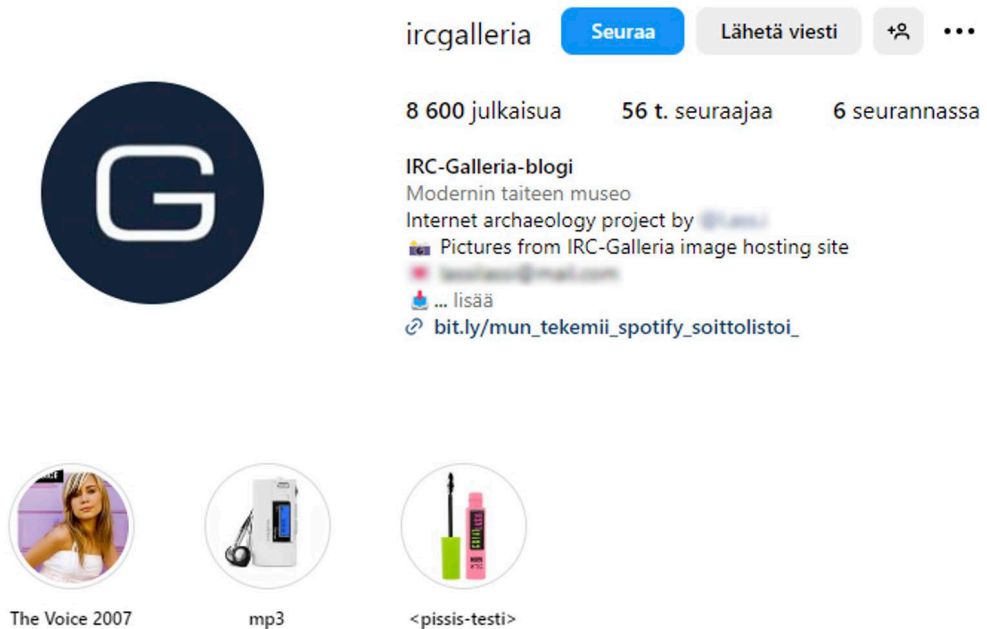 ircgalleria Seuraa Lähetä viesti
8 600 julkaisua 56 t. seuraajaa 6 seurannassa
G
IRC-Galleria-blogi
Modernin taiteen museo
Internet archaeology project by
Pictures from IRC-Galleria image hosting site
... lisää
bit.ly/mun_tekemii_spotify_soittolistoi_
The Voice 2007 mp3 <pissis-testi>